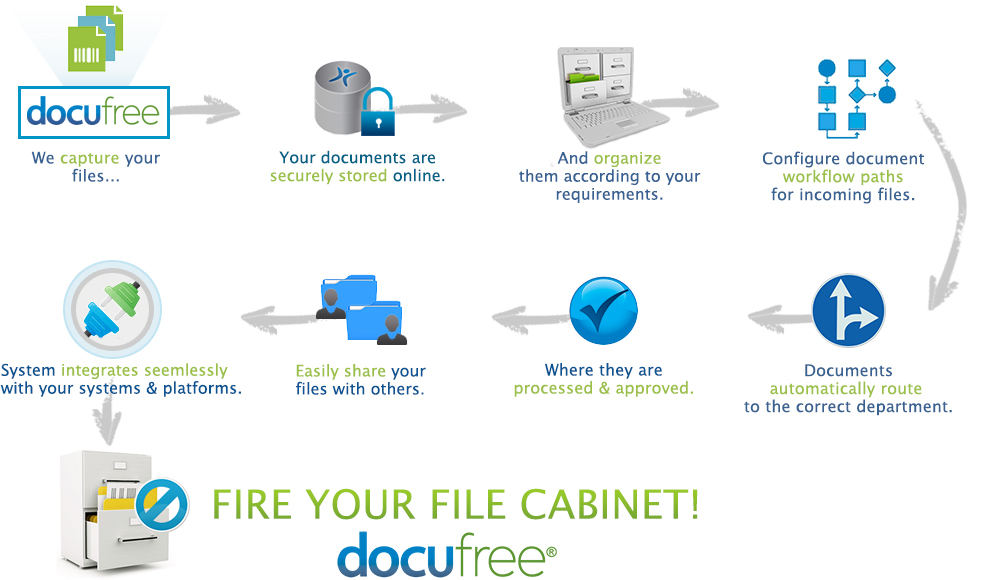 docufree
We capture your
files...
Your documents are
securely stored online.
And organize
them according to your
requirements.
Configure document
workflow paths
for incoming files.
Documents
automatically route
to the correct department.
Where they are
processed & approved.
Easily share your
files with others.
System integrates seemlessly
with your systems & platforms.
FIRE YOUR FILE CABINET!
docufree®